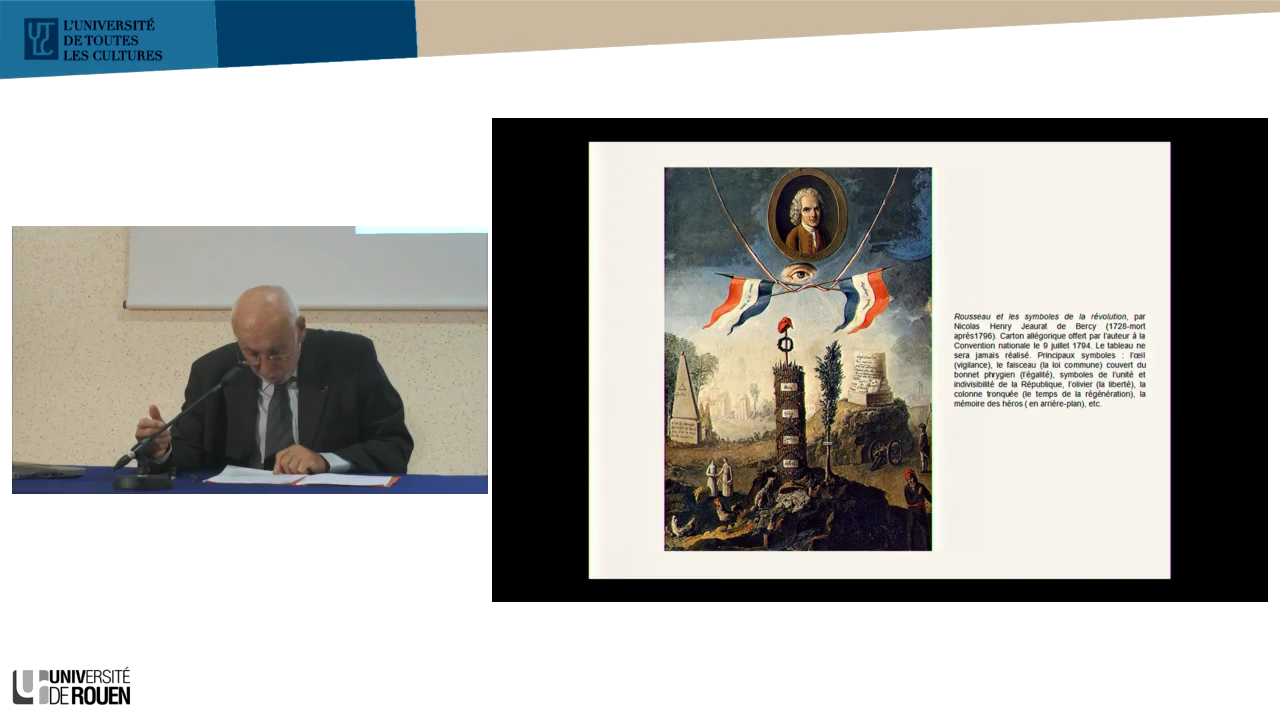 L'UNIVERSITÉ
DE TOUTES
LES CULTURES
Rousseau et les symboles de la révolution, par
Nicolas Henry Jeaurat de Bercy (1728-mort
après1796). Carton allégorique offert par l'auteur à la
Convention nationale le 9 juillet 1794. Le tableau ne
sera jamais réalisé. Principaux symboles : l'œil
(vigilance), le faisceau (la loi commune) couvert du
bonnet phrygien (l'égalité), symboles de l'unité et
indivisibilité de la République, l'olivier (la liberté), la
colonne tronquée (le temps de la régénération), la
mémoire des héros ( en arrière-plan), etc.
UNIVERSITÉ
DE ROUEN